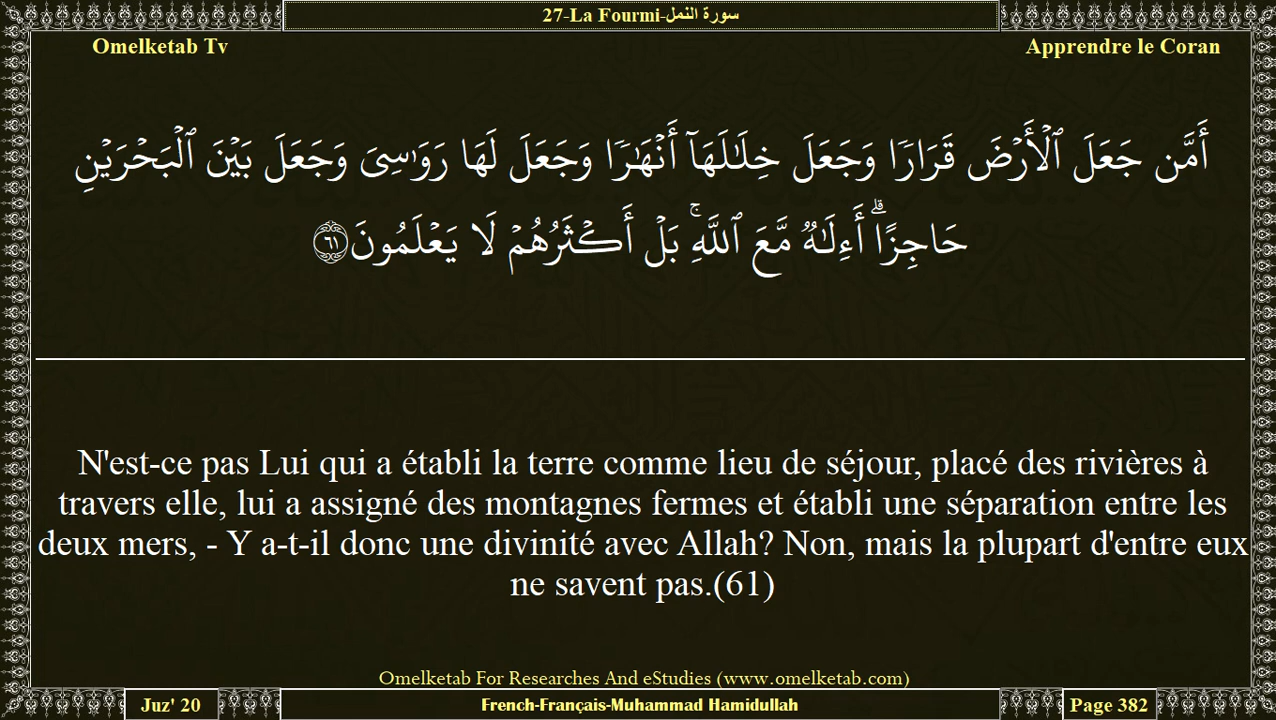 27-La Fourmi-سورة النمل
Omelketab Tv
Apprendre le Coran
أَمَّن جَعَلَ ٱلْأَرْضَ قَرَارًا وَجَعَلَ خِلَٰلَهَآ أَنْهَٰرًا وَجَعَلَ لَهَا رَوَٰسِىَ وَجَعَلَ بَيْنَ ٱلْبَحْرَيْنِ
حَاجِزًا ۗ أَءِلَٰهٌ مَّعَ ٱللَّهِ ۚ بَلْ أَكْثَرُهُمْ لَا يَعْلَمُونَ ٦١
N'est-ce pas Lui qui a établi la terre comme lieu de séjour, placé des rivières à
travers elle, lui a assigné des montagnes fermes et établi une séparation entre les
deux mers, - Y a-t-il donc une divinité avec Allah? Non, mais la plupart d'entre eux
ne savent pas.(61)
Omelketab For Researches And eStudies (www.omelketab.com)
Juz' 20
French-Français-Muhammad Hamidullah
Page 382